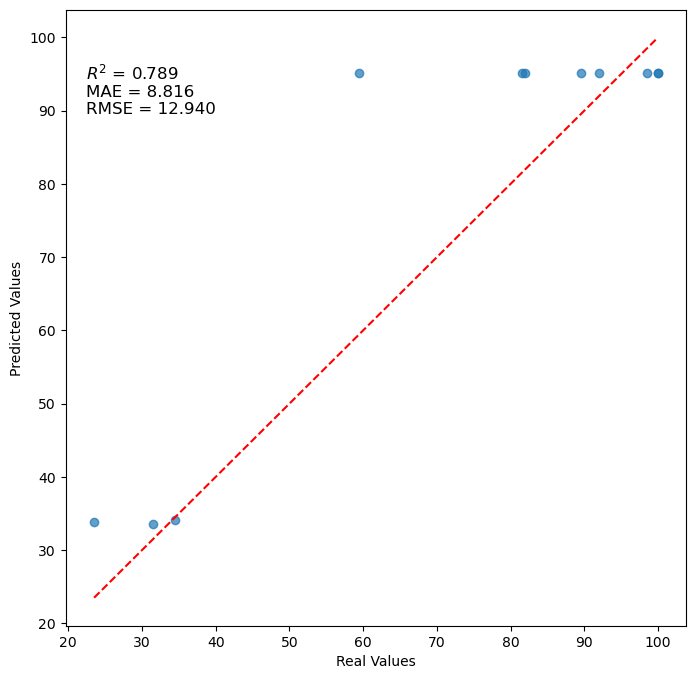 R² = 0.789
MAE = 8.816
RMSE = 12.940
100
90
80
70
60
50
40
30
20
Predicted Values
20 30 40 50 60 70 80 90 100
Real Values